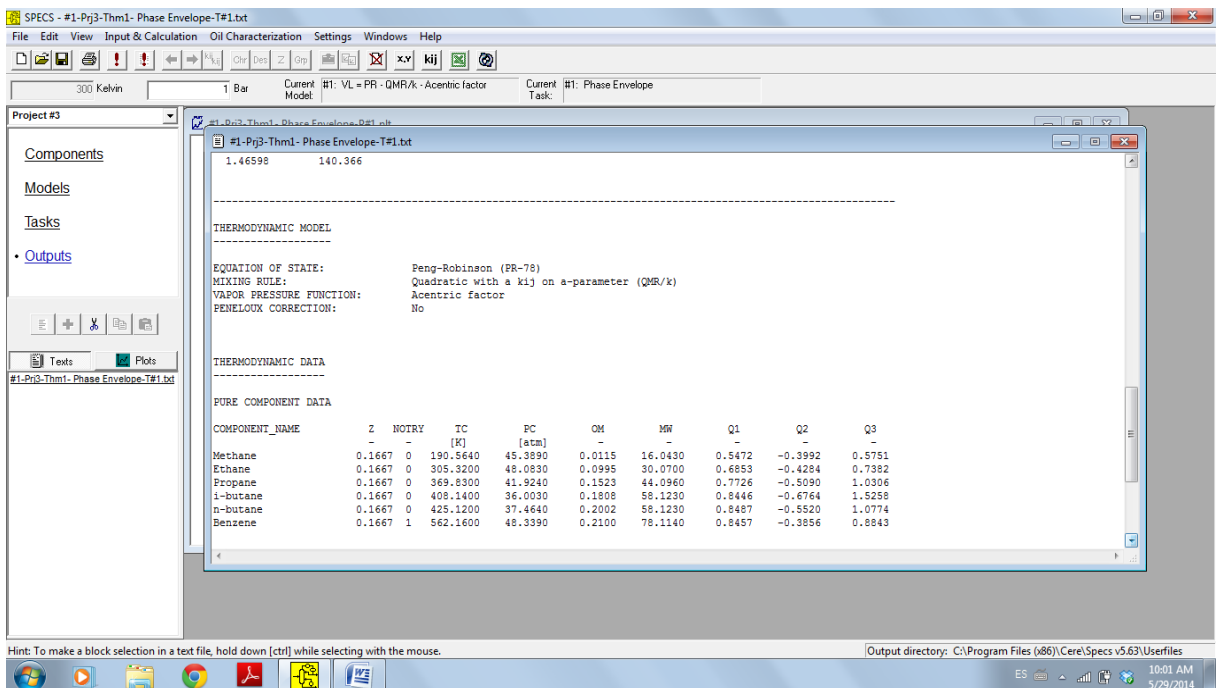 SPECS - #1-Prj3-Thm1- Phase Envelope-T#1.txt
File Edit View Input & Calculation Oil Characterization Settings Windows Help
Chr Des Z Grp x,y kij
300 Kelvin 1 Bar Current Model: #1: VL = PR - QMR/k - Acentric factor Current Task: #1: Phase Envelope
Project #3
Components
Models
Tasks
• Outputs
Texts Plots
#1-Prj3-Thm1- Phase Envelope-T#1.txt
#1-Prj3-Thm1- Phase Envelope-P#1.plt
#1-Prj3-Thm1- Phase Envelope-T#1.txt
1.46598 140.366
--------------------------------------------------------------------------------------------------------------
THERMODYNAMIC MODEL
-------------------
EQUATION OF STATE: Peng-Robinson (PR-78)
MIXING RULE: Quadratic with a kij on a-parameter (QMR/k)
VAPOR PRESSURE FUNCTION: Acentric factor
PENELOUX CORRECTION: No
THERMODYNAMIC DATA
------------------
PURE COMPONENT DATA
COMPONENT_NAME Z NOTRY TC PC OM MW Q1 Q2 Q3
- - [K] [atm] - - - - -
Methane 0.1667 0 190.5640 45.3890 0.0115 16.0430 0.5472 -0.3992 0.5751
Ethane 0.1667 0 305.3200 48.0830 0.0995 30.0700 0.6853 -0.4284 0.7382
Propane 0.1667 0 369.8300 41.9240 0.1523 44.0960 0.7726 -0.5090 1.0306
i-butane 0.1667 0 408.1400 36.0030 0.1808 58.1230 0.8446 -0.6764 1.5258
n-butane 0.1667 0 425.1200 37.4640 0.2002 58.1230 0.8487 -0.5520 1.0774
Benzene 0.1667 1 562.1600 48.3390 0.2100 78.1140 0.8457 -0.3856 0.8843
Hint: To make a block selection in a text file, hold down [ctrl] while selecting with the mouse.
Output directory: C:\Program Files (x86)\Cere\Specs v5.63\Userfiles
ES
10:01 AM
5/29/2014